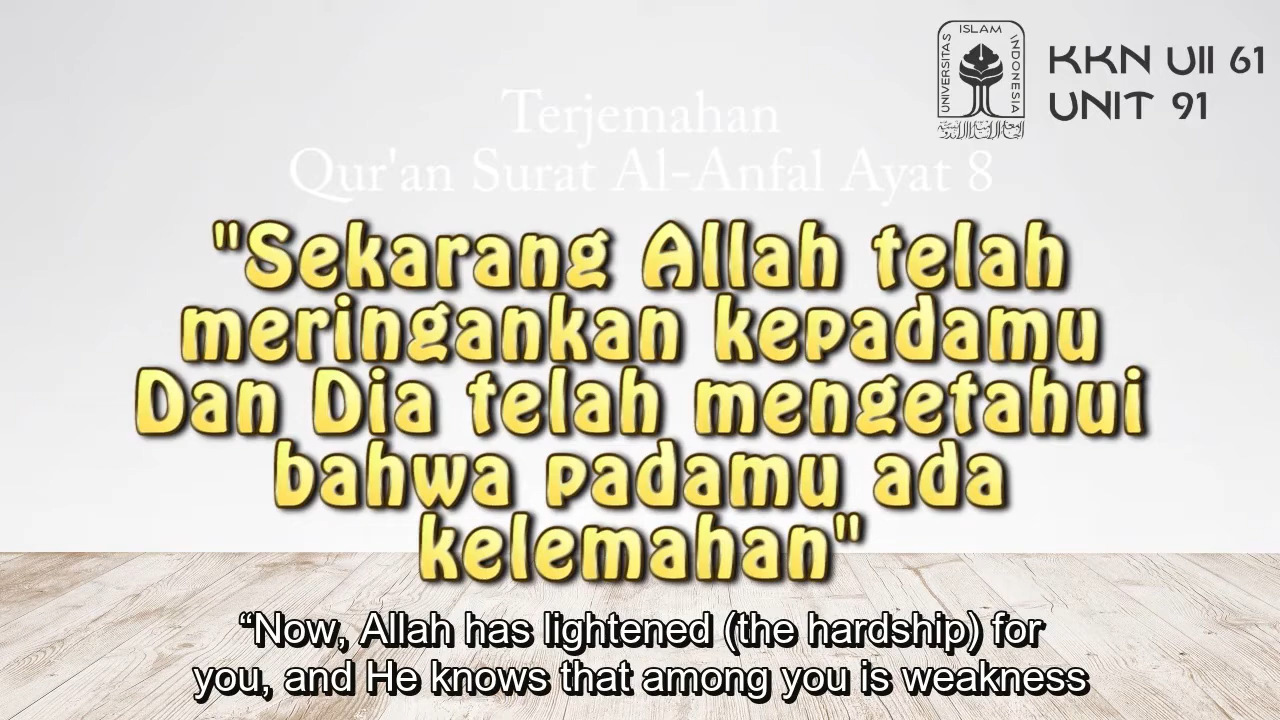 UNIVERSITAS ISLAM INDONESIA
KKN UII 61
UNIT 91
Terjemahan
Qur'an Surat Al-Anfal Ayat 8
"Sekarang Allah telah
meringankan kepadamu
Dan Dia telah mengetahui
bahwa padamu ada
kelemahan"
“Now, Allah has lightened (the hardship) for
you, and He knows that among you is weakness